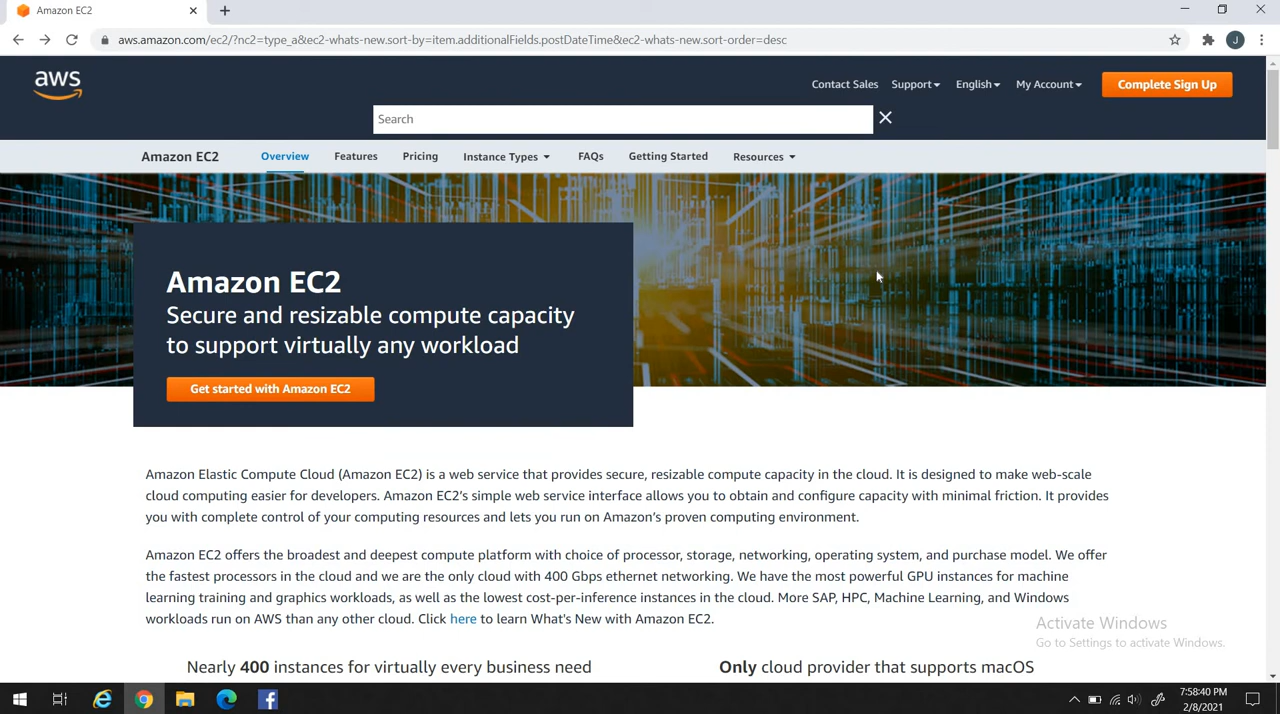 Amazon EC2
aws.amazon.com/ec2/?nc2=type_a&ec2-whats-new.sort-by=item.additionalFields.postDateTime&ec2-whats-new.sort-order=desc
J
aws
Contact Sales Support English My Account Complete Sign Up
Search
Amazon EC2 Overview Features Pricing Instance Types FAQs Getting Started Resources
Amazon EC2
Secure and resizable compute capacity
to support virtually any workload
Get started with Amazon EC2
Amazon Elastic Compute Cloud (Amazon EC2) is a web service that provides secure, resizable compute capacity in the cloud. It is designed to make web-scale
cloud computing easier for developers. Amazon EC2's simple web service interface allows you to obtain and configure capacity with minimal friction. It provides
you with complete control of your computing resources and lets you run on Amazon's proven computing environment.
Amazon EC2 offers the broadest and deepest compute platform with choice of processor, storage, networking, operating system, and purchase model. We offer
the fastest processors in the cloud and we are the only cloud with 400 Gbps ethernet networking. We have the most powerful GPU instances for machine
learning training and graphics workloads, as well as the lowest cost-per-inference instances in the cloud. More SAP, HPC, Machine Learning, and Windows
workloads run on AWS than any other cloud. Click here to learn What's New with Amazon EC2.
Activate Windows
Go to Settings to activate Windows.
Nearly 400 instances for virtually every business need
Only cloud provider that supports macOS
7:58:40 PM
2/8/2021